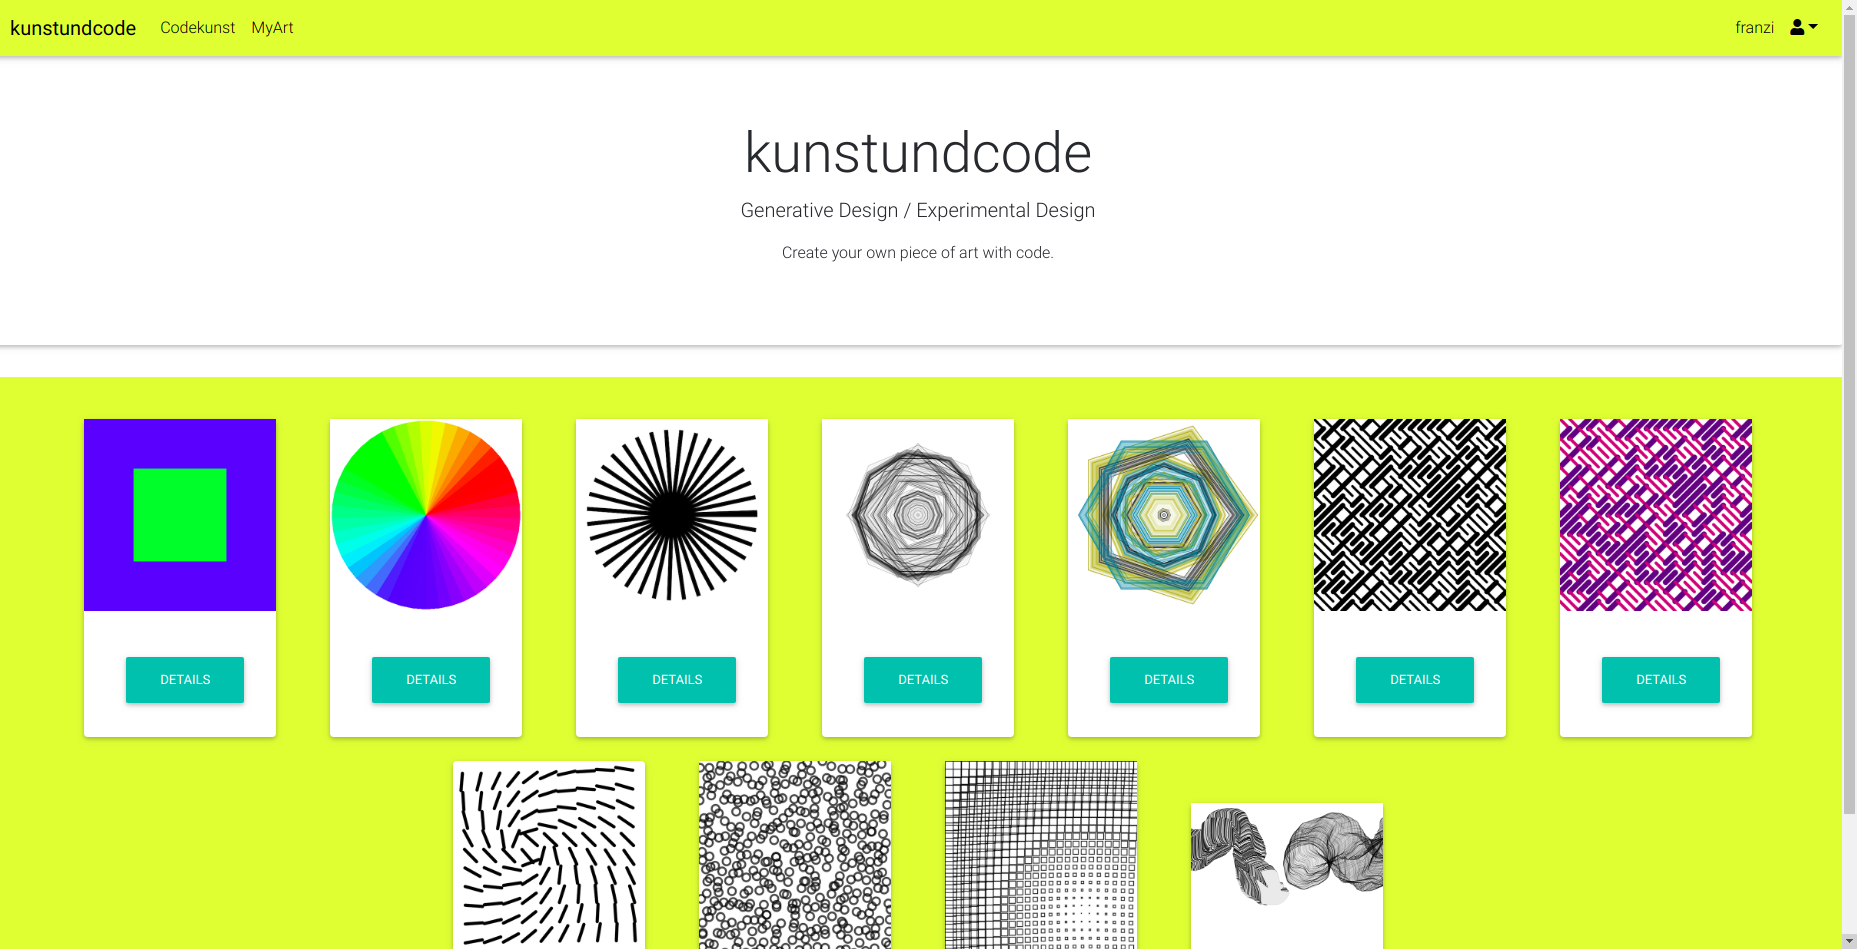 kunstundcode Codekunst MyArt franzi
kunstundcode
Generative Design / Experimental Design
Create your own piece of art with code.
DETAILS DETAILS DETAILS DETAILS DETAILS DETAILS DETAILS